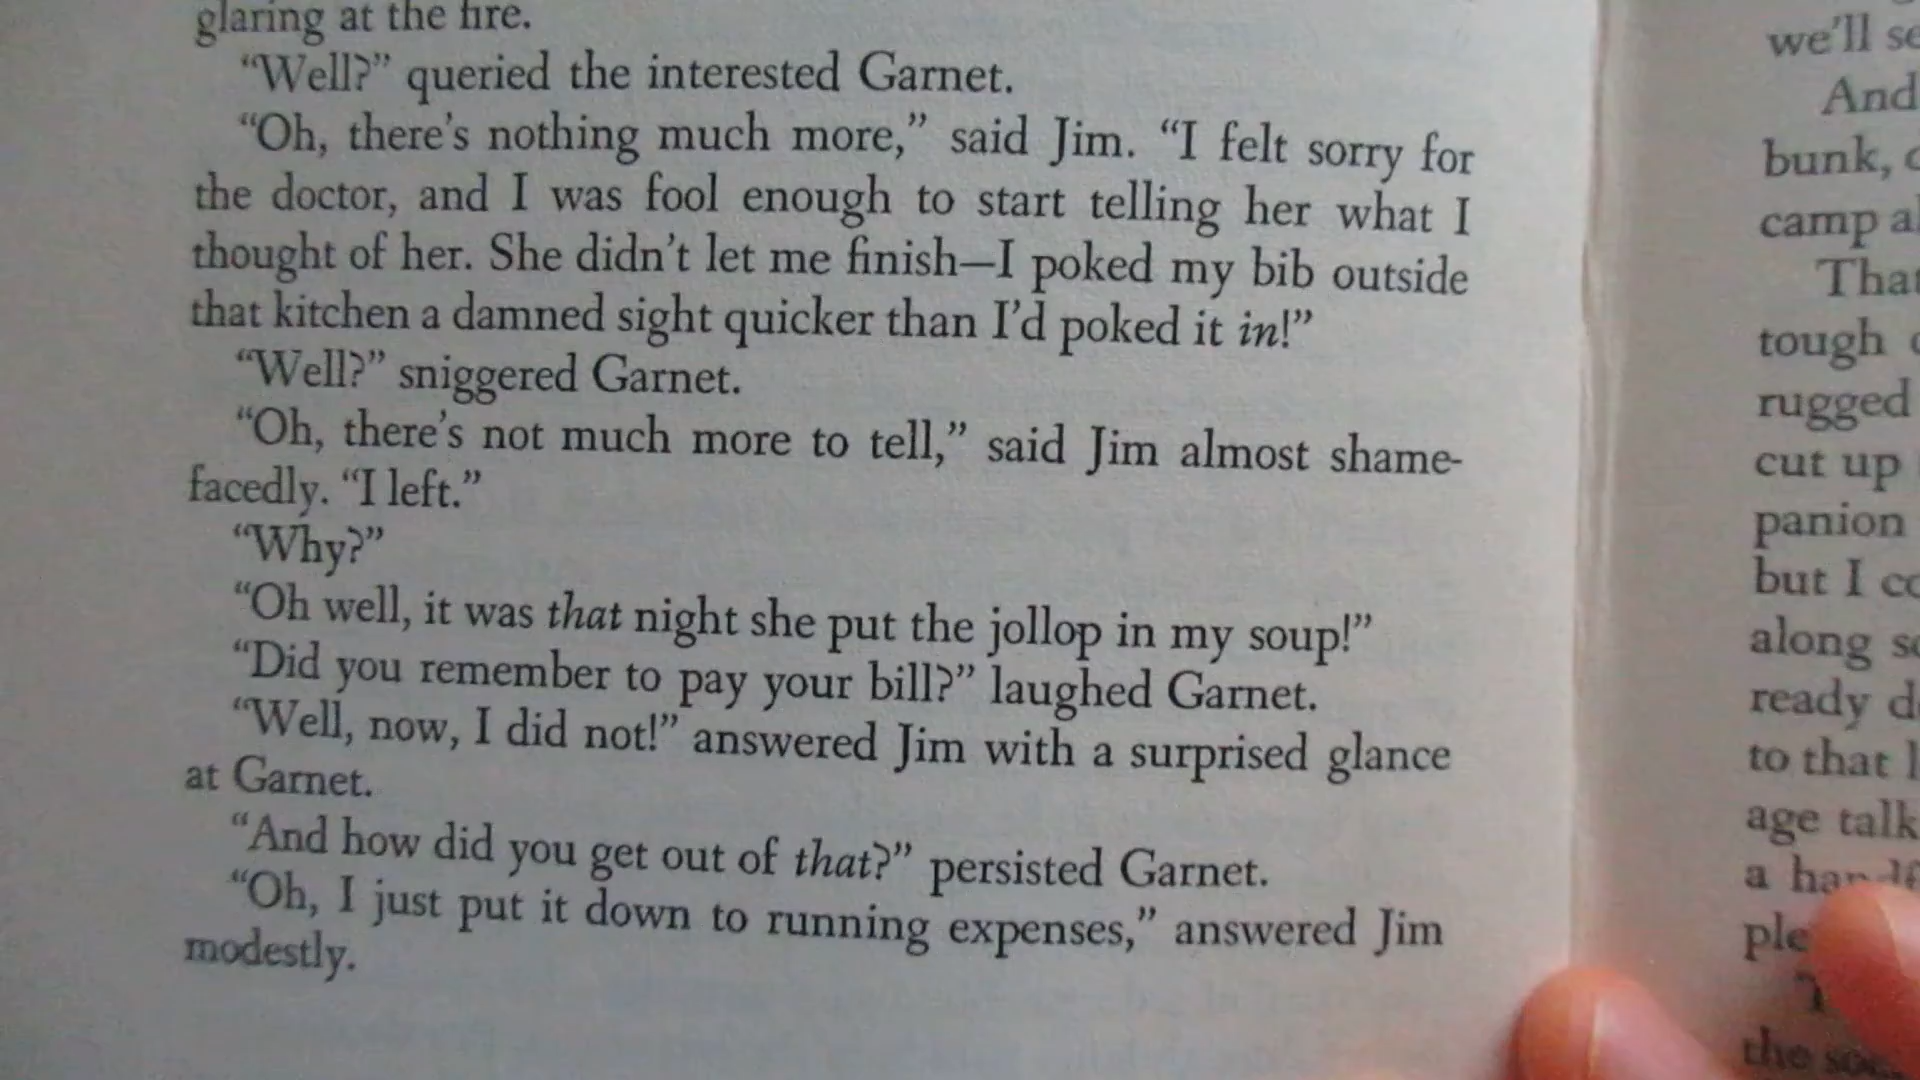 glaring at the fire.
“Well?” queried the interested Garnet.
“Oh, there’s nothing much more,” said Jim. “I felt sorry for
the doctor, and I was fool enough to start telling her what I
thought of her. She didn’t let me finish—I poked my bib outside
that kitchen a damned sight quicker than I’d poked it in!”
“Well?” sniggered Garnet.
“Oh, there’s not much more to tell,” said Jim almost shame-
facedly. “I left.”
“Why?”
“Oh well, it was that night she put the jollop in my soup!”
“Did you remember to pay your bill?” laughed Garnet.
“Well, now, I did not!” answered Jim with a surprised glance
at Garnet.
“And how did you get out of that?” persisted Garnet.
“Oh, I just put it down to running expenses,” answered Jim
modestly.
we’ll
And
bunk,
camp
That
tough
rugged
cut up
panion
but I
along
ready
to that
age talk
a
the